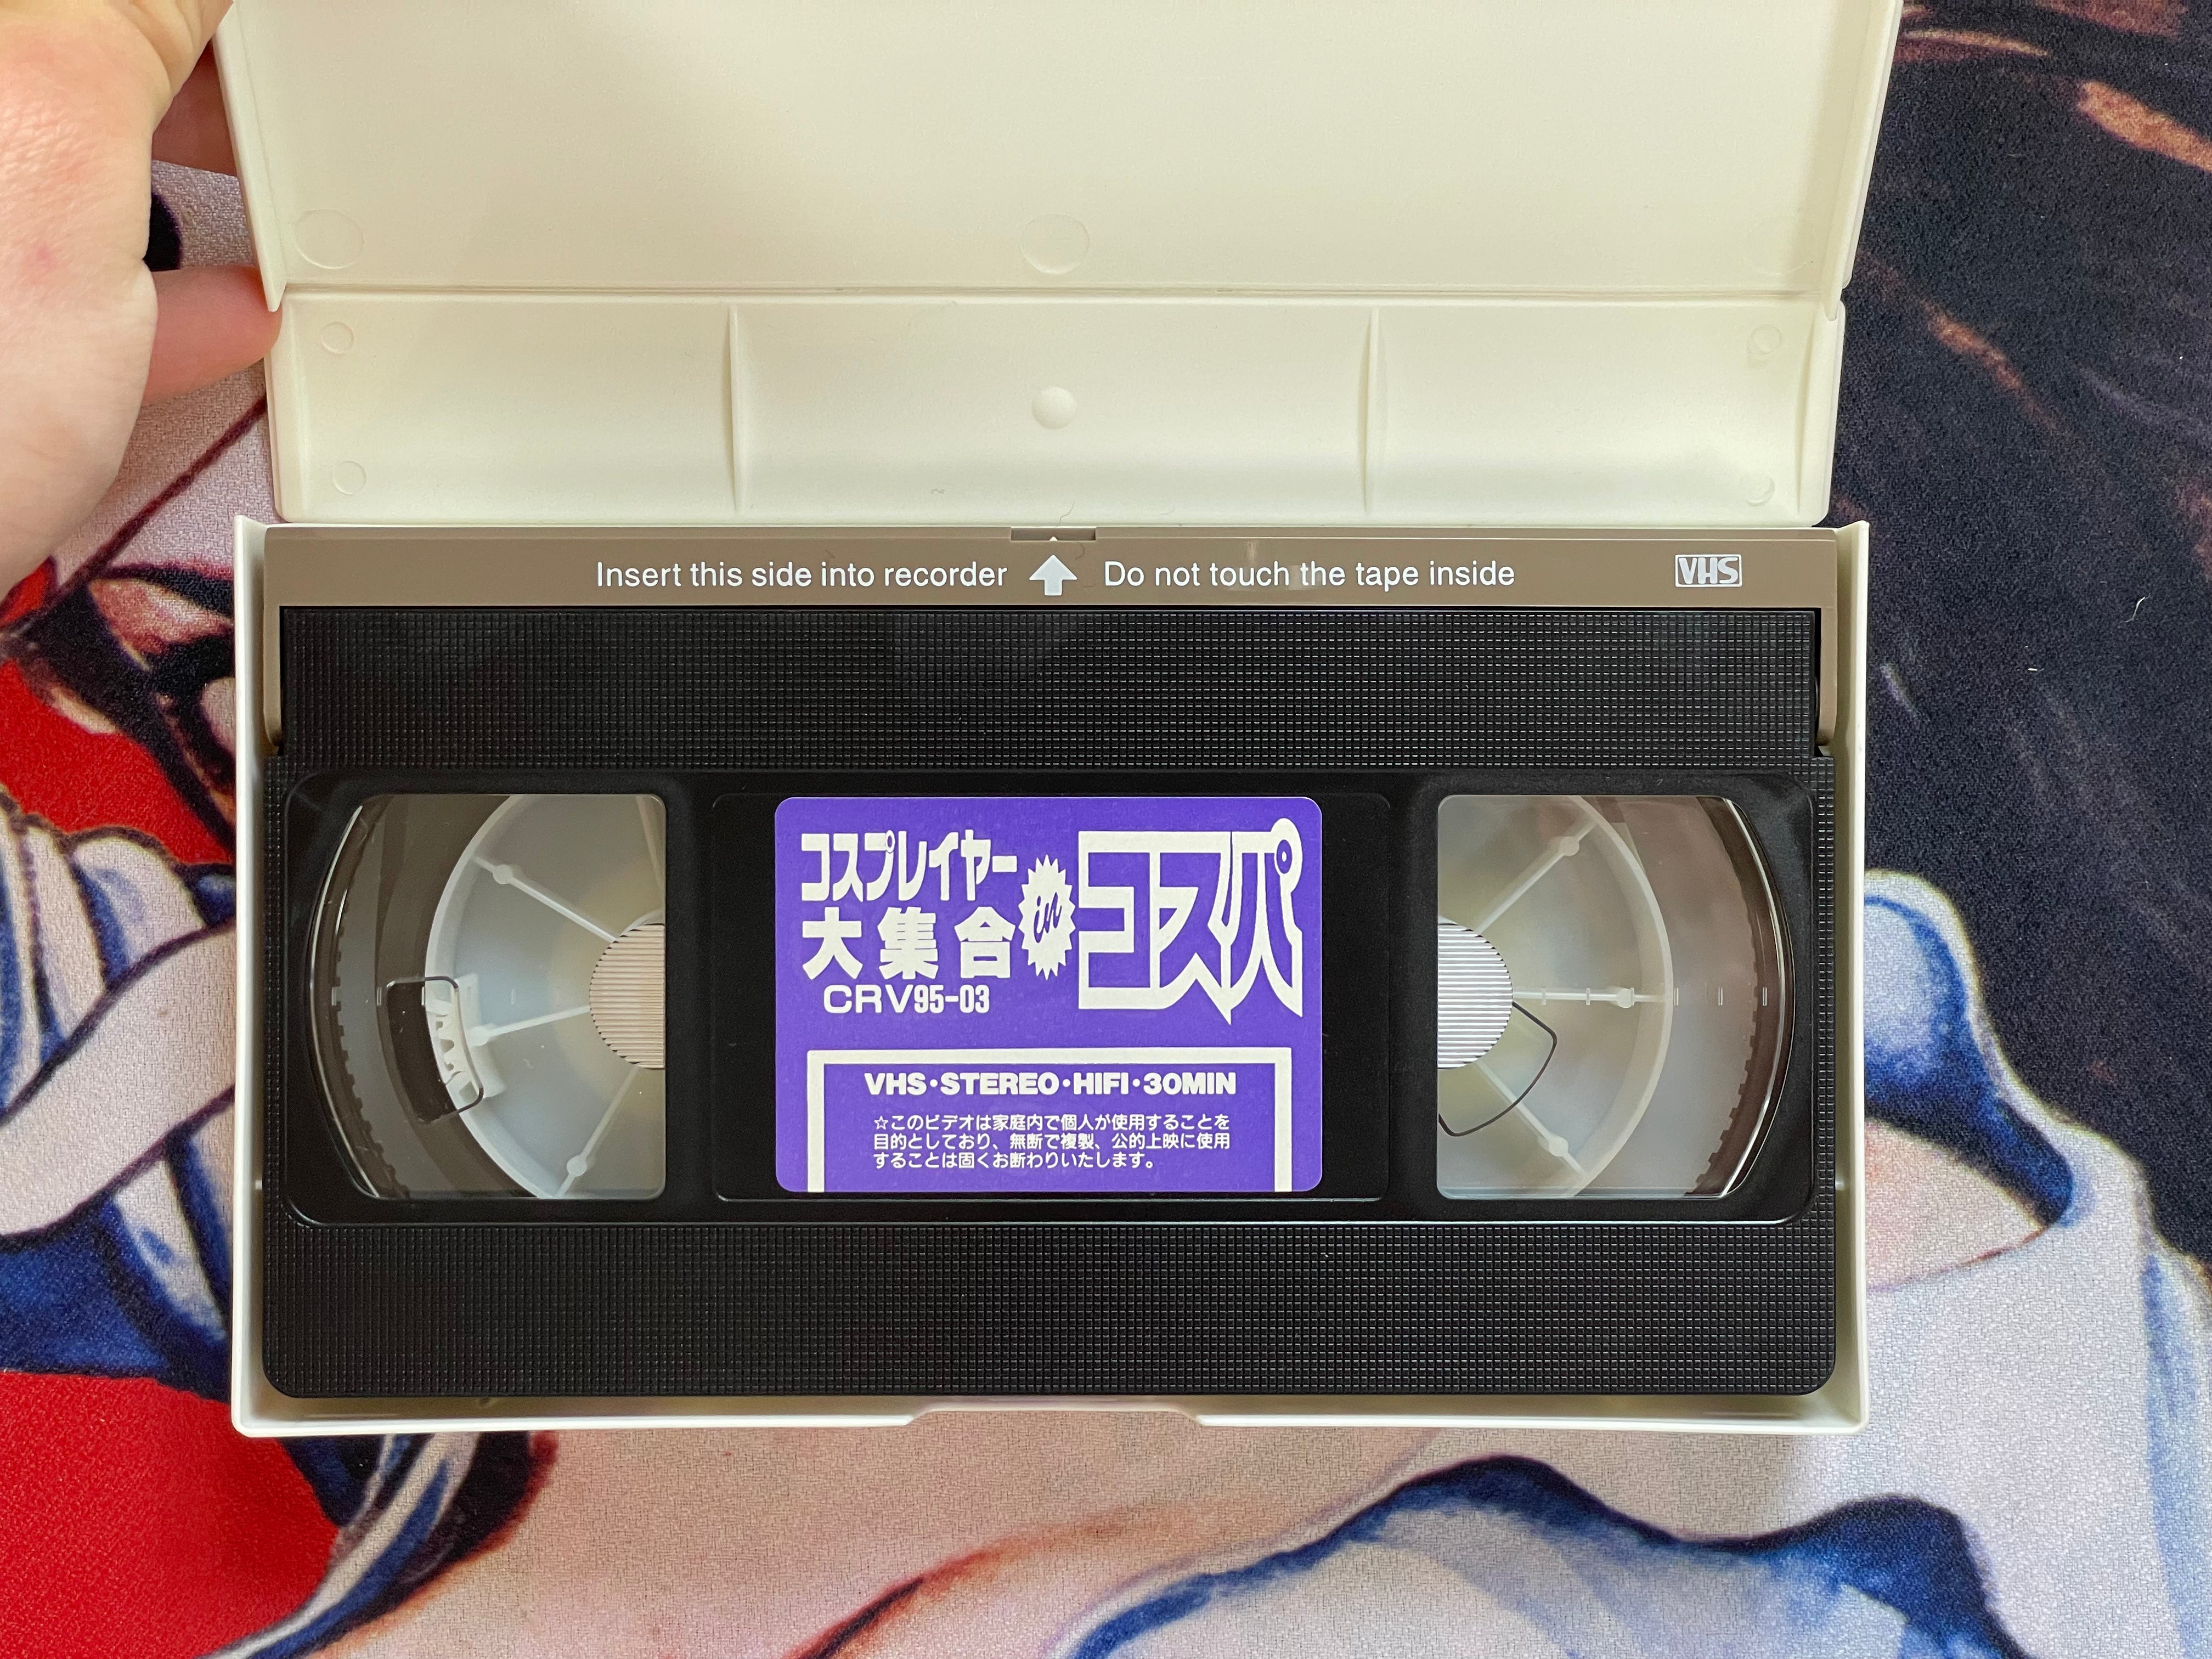 Insert this side into recorder Do not touch the tape inside VHS
コスプレイヤー
大集合
in コスパ
CRV95-03
VHS・STEREO・HIFI・30MIN
☆このビデオは家庭内で個人が使用することを
目的としており、無断で複製、公的上映に使用
することは固くお断わりいたします。